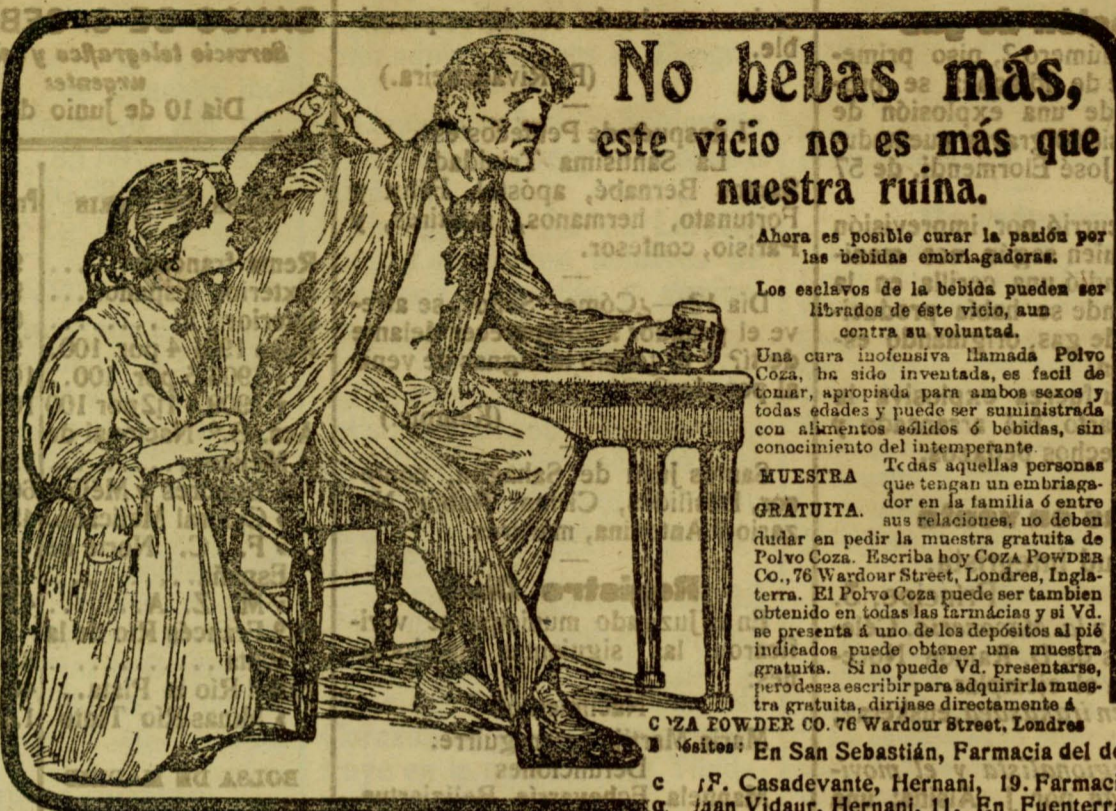 No bebas más,
este vicio no es más que
nuestra ruina.
Ahora es posible curar la pasión por
las bebidas embriagadoras.
Los esclavos de la bebida pueden ser
librados de éste vicio, aun
contra su voluntad.
Una cura inofensiva llamada Polvo
Coza, ha sido inventada, es facil de
tomar, apropiada para ambos sexos y
todas edades y puede ser suministrada
con alimentos sólidos ó bebidas, sin
conocimiento del intemperante.
MUESTRA
GRATUITA.
Todas aquellas personas
que tengan un embriaga-
dor en la familia ó entre
sus relaciones, no deben
dudar en pedir la muestra gratuita de
Polvo Coza. Escriba hoy COZA POWDER
Co., 76 Wardour Street, Londres, Ingla-
terra. El Polvo Coza puede ser tambien
obtenido en todas las farmácias y si Vd.
se presenta á uno de los depósitos al pié
indicados puede obtener una muestra
gratuita. Si no puede Vd. presentarse,
pero desea escribir para adquirir la mues-
tra gratuita, dirijase directamente á
COZA POWDER CO. 76 Wardour Street, Londres
En San Sebastián, Farmacia del
F. Casadevante, Hernani, 19. Farmac
Vidaur, Hernani, 11. En